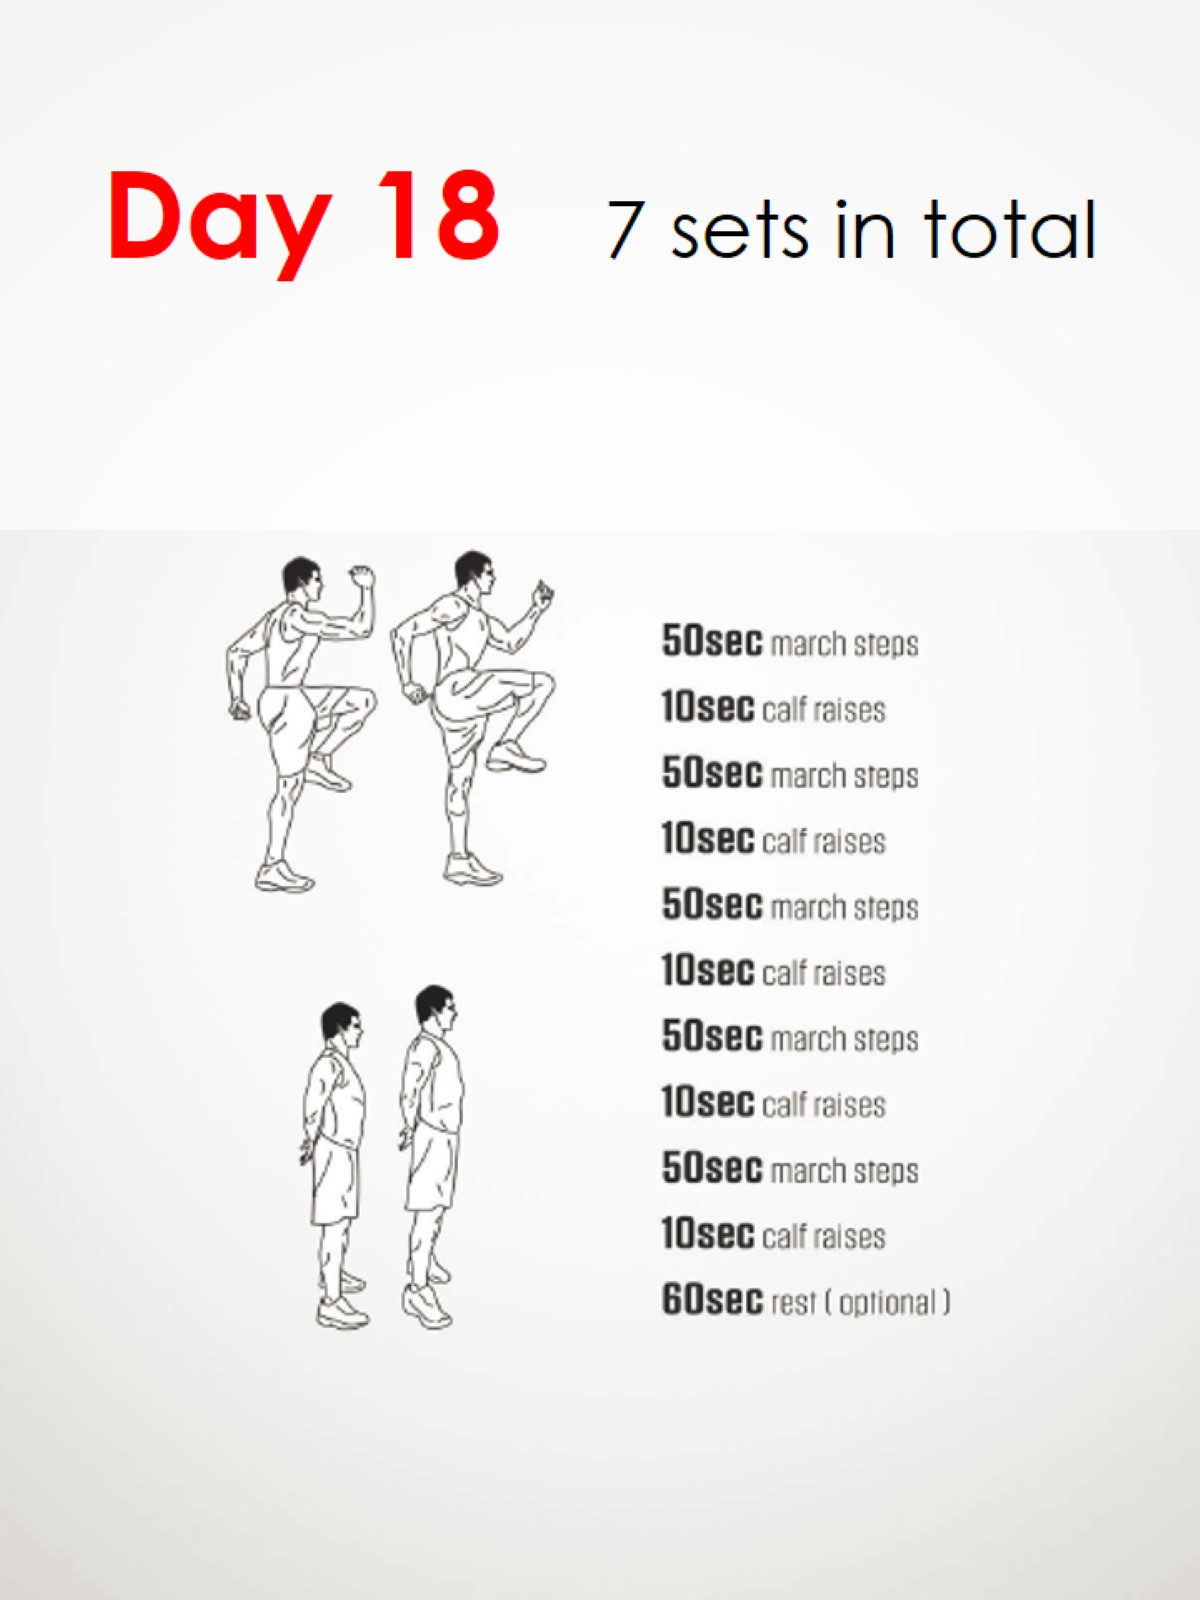 Day 18 7 sets in total
50sec march steps
10sec calf raises
50sec march steps
10sec calf raises
50sec march steps
10sec calf raises
50sec march steps
10sec calf raises
50sec march steps
10sec calf raises
60sec rest ( optional )